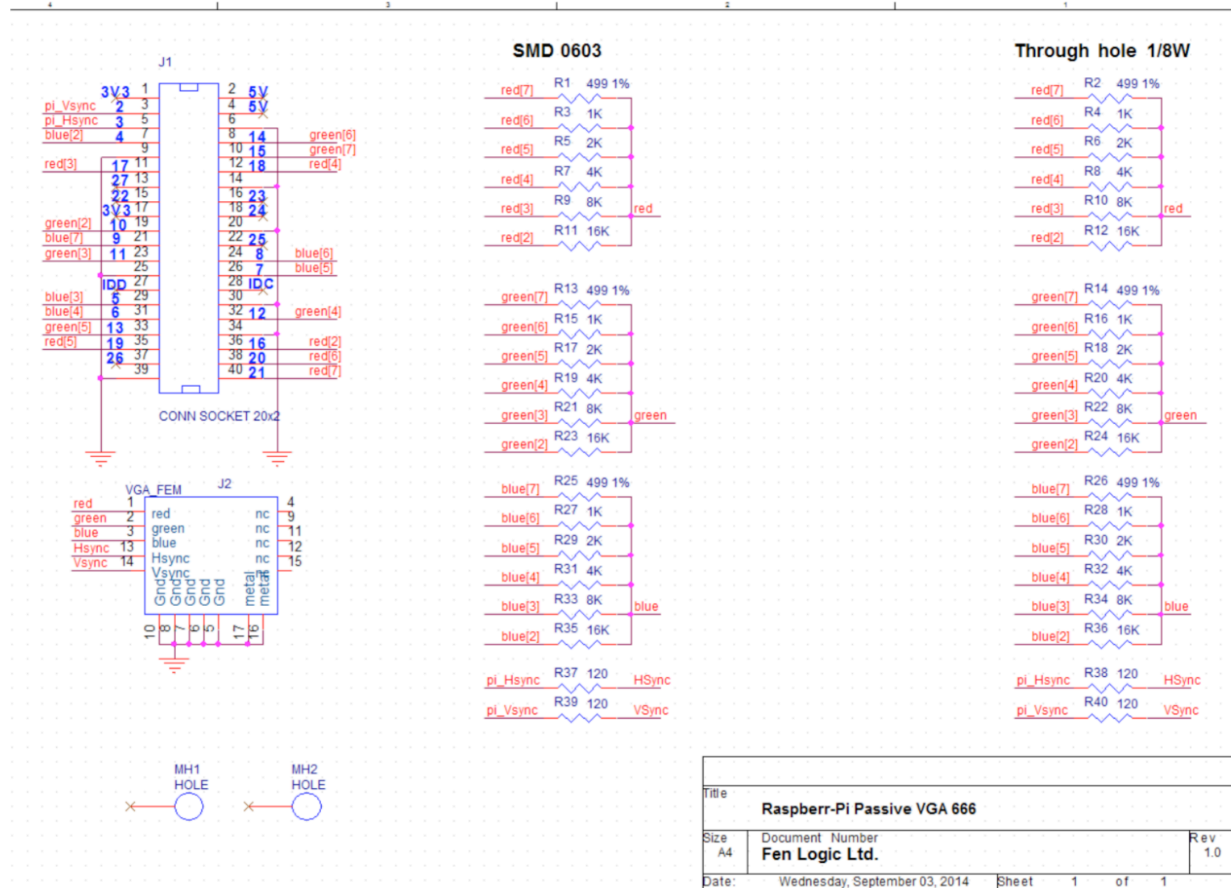 4 3 2 1
SMD 0603
Through hole 1/8W
J1
3V3 1 2 5V
pi_Vsync 2 3 4 5V
pi_Hsync 3 5 6
blue[2] 4 7 8 14 green[6]
9 10 15 green[7]
red[3] 17 11 12 18 red[4]
27 13 14
22 15 16 23
3V3 17 18 24
green[2] 10 19 20
blue[7] 9 21 22 25
green[3] 11 23 24 8 blue[6]
25 26 7 blue[5]
IDD 27 28 IDC
blue[3] 5 29 30
blue[4] 6 31 32 12 green[4]
green[5] 13 33 34
red[5] 19 35 36 16 red[2]
26 37 38 20 red[6]
39 40 21 red[7]
CONN SOCKET 20x2
VGA_FEM J2
red 1 red nc 4
green 2 green nc 9
blue 3 blue nc 11
Hsync 13 Hsync nc 12
Vsync 14 Vsync nc 15
Gnd Gnd Gnd Gnd Gnd metal metal
10 8 7 6 5 17 16
MH1
HOLE
MH2
HOLE
red[7] R1 499 1%
red[6] R3 1K
red[5] R5 2K
red[4] R7 4K
red[3] R9 8K red
red[2] R11 16K
green[7] R13 499 1%
green[6] R15 1K
green[5] R17 2K
green[4] R19 4K
green[3] R21 8K green
green[2] R23 16K
blue[7] R25 499 1%
blue[6] R27 1K
blue[5] R29 2K
blue[4] R31 4K
blue[3] R33 8K blue
blue[2] R35 16K
pi_Hsync R37 120 HSync
pi_Vsync R39 120 VSync
red[7] R2 499 1%
red[6] R4 1K
red[5] R6 2K
red[4] R8 4K
red[3] R10 8K red
red[2] R12 16K
green[7] R14 499 1%
green[6] R16 1K
green[5] R18 2K
green[4] R20 4K
green[3] R22 8K green
green[2] R24 16K
blue[7] R26 499 1%
blue[6] R28 1K
blue[5] R30 2K
blue[4] R32 4K
blue[3] R34 8K blue
blue[2] R36 16K
pi_Hsync R38 120 HSync
pi_Vsync R40 120 VSync
Title
Raspberr-Pi Passive VGA 666
Size Document Number Rev
A4 Fen Logic Ltd. 1.0
Date: Wednesday, September 03, 2014 Sheet 1 of 1